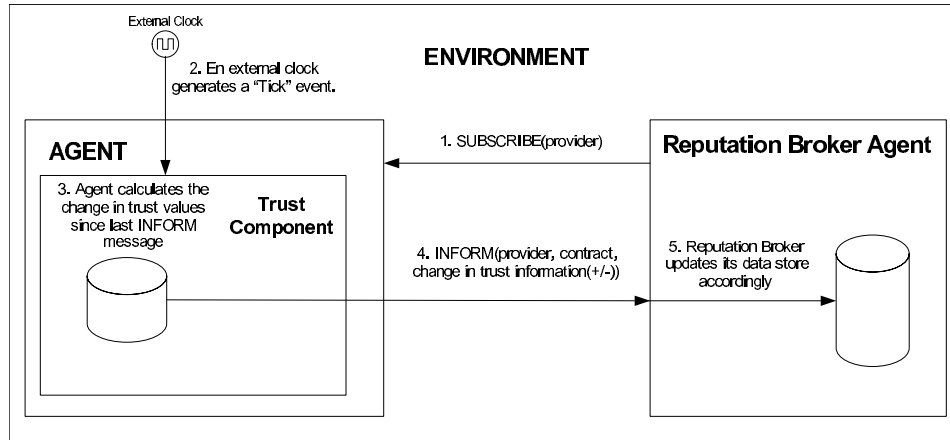 External Clock
ENVIRONMENT
2. En external clock
generates a "Tick" event.
AGENT
1. SUBSCRIBE(provider)
Reputation Broker Agent
3. Agent calculates the
change in trust values
since last INFORM
message
Trust
Component
4. INFORM(provider, contract,
change in trust information(+/-))
5. Reputation Broker
updates its data store
accordingly